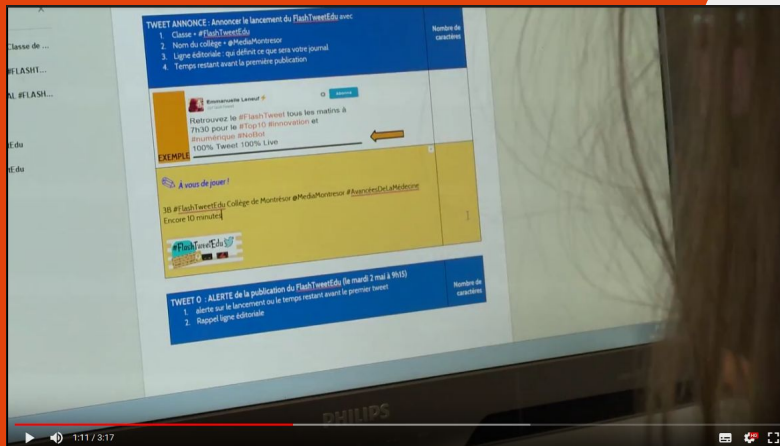 Classe de ...
#FLASHT...
AL #FLASH...
tEdu
tEdu
TWEET ANNONCE : Annoncer le lancement du FlashTweetEdu avec
1. Classe + #FlashTweetEdu
2. Nom du collège + @MediaMontresor
3. Ligne éditoriale : qui définit ce que sera votre journal
4. Temps restant avant la première publication
Nombre de
caractères
Emmanuelle Leneuf
Retrouvez le #FlashTweet tous les matins à
7h30 pour le #Top10 #Innovation et
#numérique #NoBot
100% Tweet 100% Live
EXEMPLE
À vous de jouer !
3B #FlashTweetEdu Collège de Montrésor @MediaMontresor #AvancéesDeLaMédecine
Encore 10 minutes
1
#FlashTweetEdu
TWEET 0 : ALERTE de la publication du FlashTweetEdu (le mardi 2 mai à 9h15)
1. alerte sur le lancement ou le temps restant avant le premier tweet
2. Rappel ligne éditoriale
Nombre de
caractères
PHILIPS
1:11 / 3:17
HD